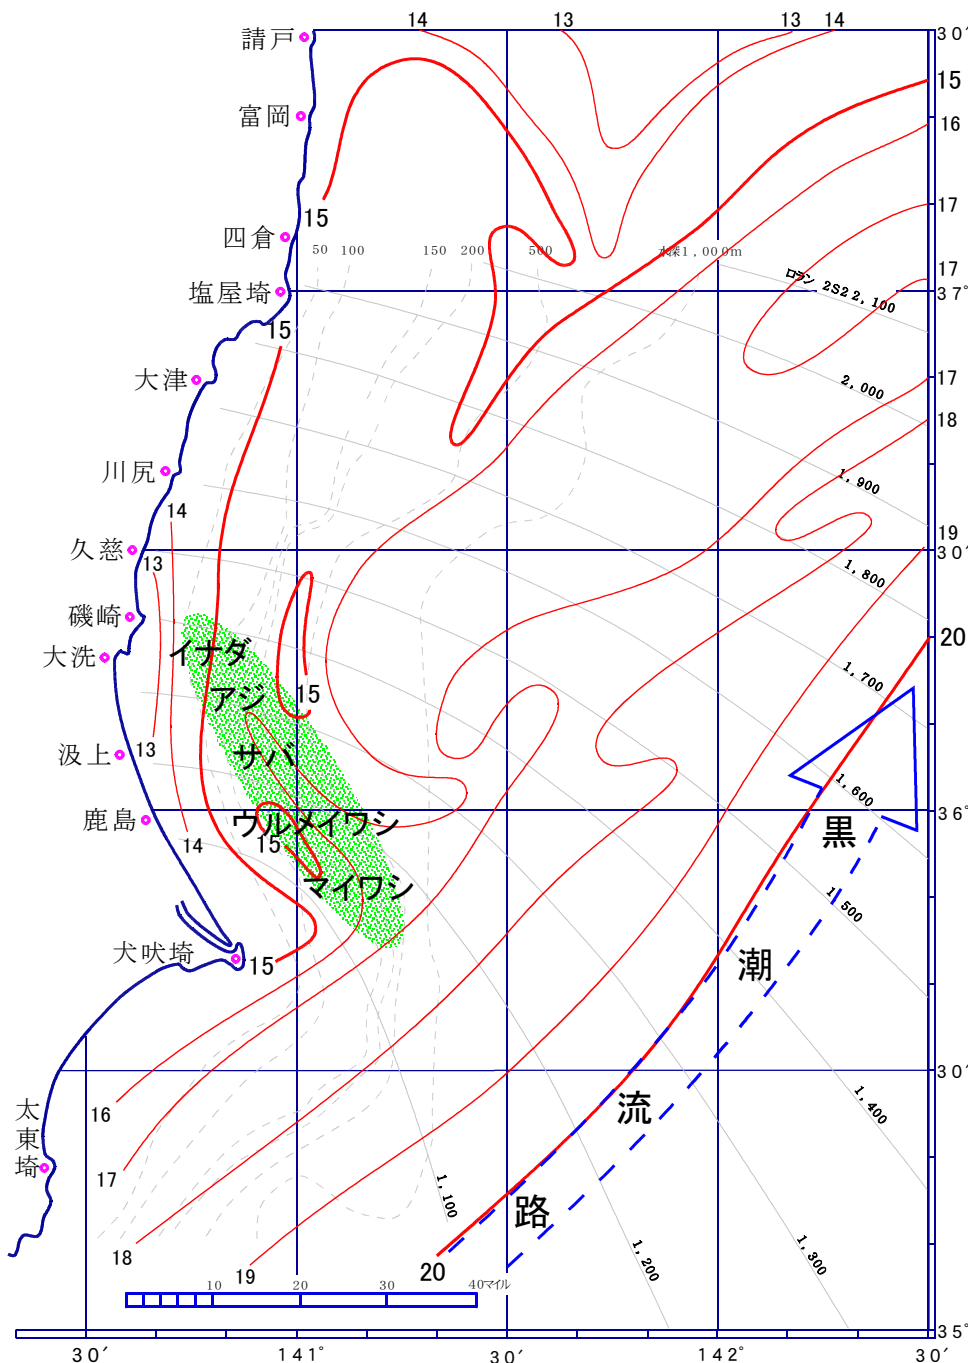 14 13 13 14
30′
請戸
15
富岡
16
15
17
四倉
50 100 150 200 500 水深1,000m
17
ロラン 2S2 2,100
塩屋埼
37°
15
大津
17
2,000
18
川尻
1,900
14
19
久慈
30′
13
1,800
磯崎
20
イナダ
大洗
1,700
アジ
15
13
汲上
サバ
1,600
36°
鹿島
ウルメイワシ
黒
14
15
マイワシ
1,500
犬吠埼
15
潮
1,400
16
太東埼
流
17
1,100
路
18
1,200
1,300
19
20
10 20 30 40マイル
35°
30′ 141° 30′ 142° 30′